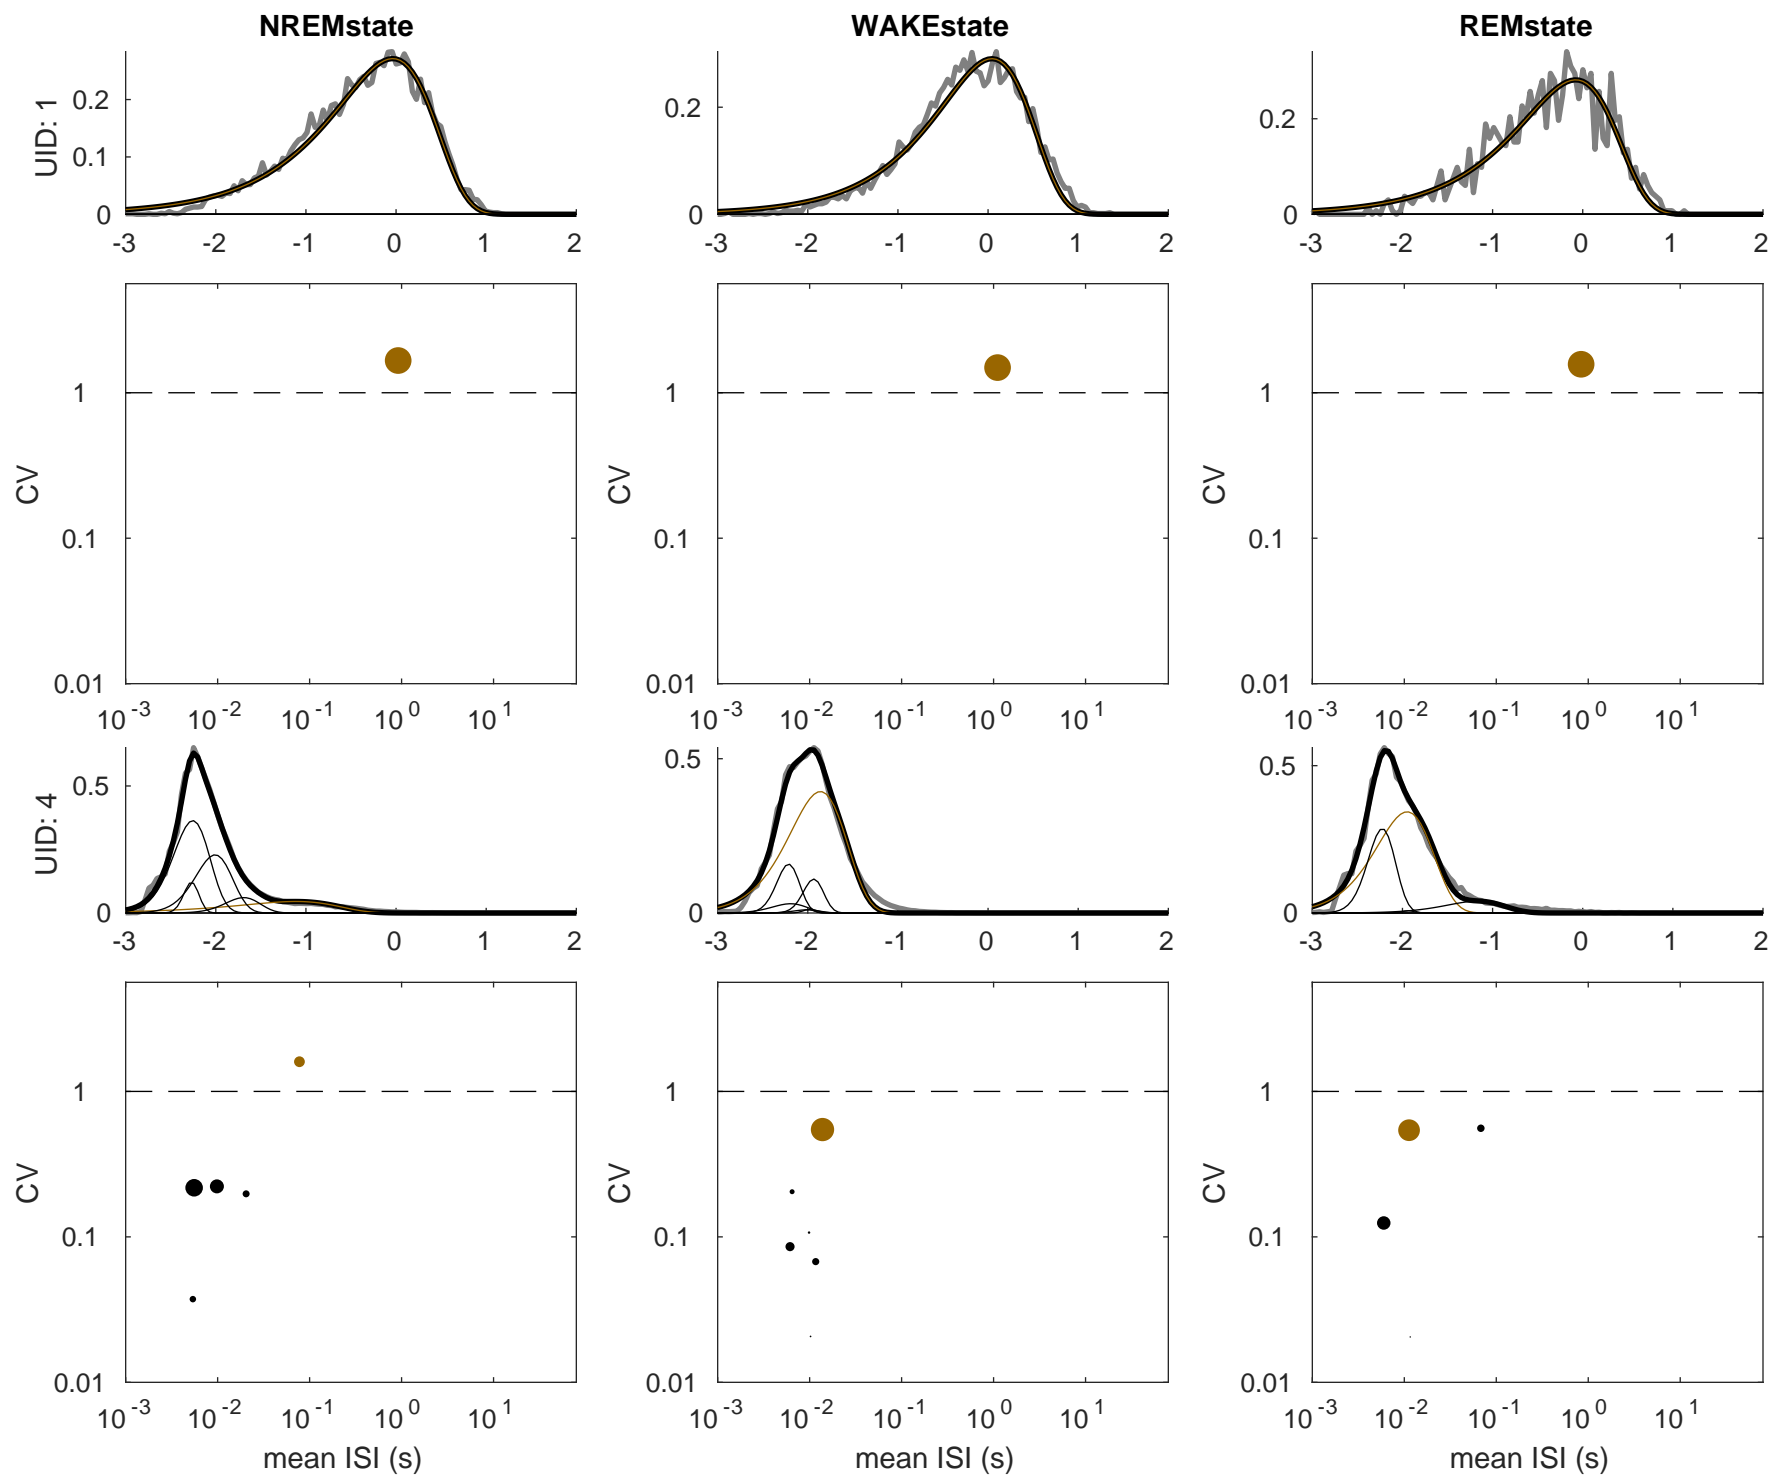 NREMstate WAKEstate REMstate
UID: 1
0.2 0.1 0
0.2 0
0.2 0
-3 -2 -1 0 1 2
-3 -2 -1 0 1 2
-3 -2 -1 0 1 2
CV
1 0.1 0.01
CV
1 0.1 0.01
CV
1 0.1 0.01
10^-3 10^-2 10^-1 10^0 10^1
10^-3 10^-2 10^-1 10^0 10^1
10^-3 10^-2 10^-1 10^0 10^1
UID: 4
0.5 0
0.5 0
0.5 0
-3 -2 -1 0 1 2
-3 -2 -1 0 1 2
-3 -2 -1 0 1 2
CV
1 0.1 0.01
CV
1 0.1 0.01
CV
1 0.1 0.01
10^-3 10^-2 10^-1 10^0 10^1
10^-3 10^-2 10^-1 10^0 10^1
10^-3 10^-2 10^-1 10^0 10^1
mean ISI (s) mean ISI (s) mean ISI (s)